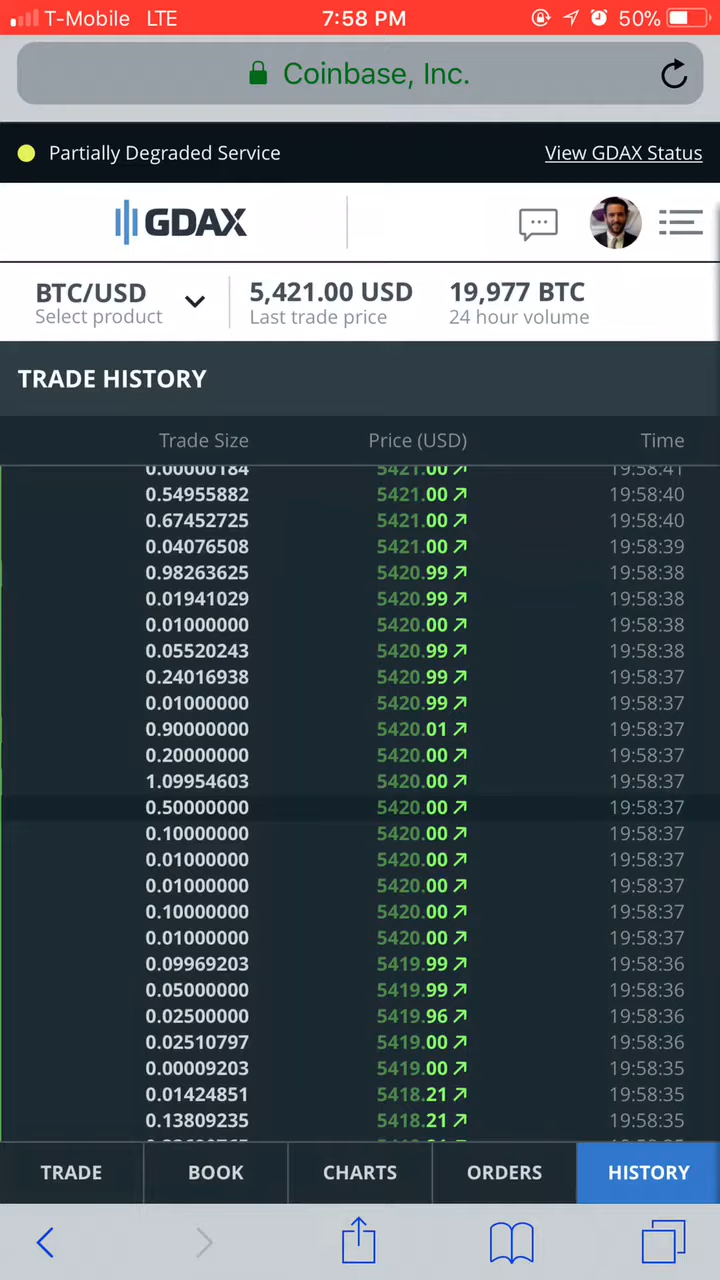 T-Mobile LTE 7:58 PM 50%
Coinbase, Inc.
Partially Degraded Service View GDAX Status
GDAX
BTC/USD 5,421.00 USD 19,977 BTC
Select product Last trade price 24 hour volume
TRADE HISTORY
Trade Size Price (USD) Time
0.00000184 5421.00 19:58:41
0.54955882 5421.00 19:58:40
0.67452725 5421.00 19:58:40
0.04076508 5421.00 19:58:39
0.98263625 5420.99 19:58:38
0.01941029 5420.99 19:58:38
0.01000000 5420.00 19:58:38
0.05520243 5420.99 19:58:38
0.24016938 5420.99 19:58:37
0.01000000 5420.99 19:58:37
0.90000000 5420.01 19:58:37
0.20000000 5420.00 19:58:37
1.09954603 5420.00 19:58:37
0.50000000 5420.00 19:58:37
0.10000000 5420.00 19:58:37
0.01000000 5420.00 19:58:37
0.01000000 5420.00 19:58:37
0.10000000 5420.00 19:58:37
0.01000000 5420.00 19:58:37
0.09969203 5419.99 19:58:36
0.05000000 5419.99 19:58:36
0.02500000 5419.96 19:58:36
0.02510797 5419.00 19:58:36
0.00009203 5419.00 19:58:35
0.01424851 5418.21 19:58:35
0.13809235 5418.21 19:58:35
TRADE BOOK CHARTS ORDERS HISTORY